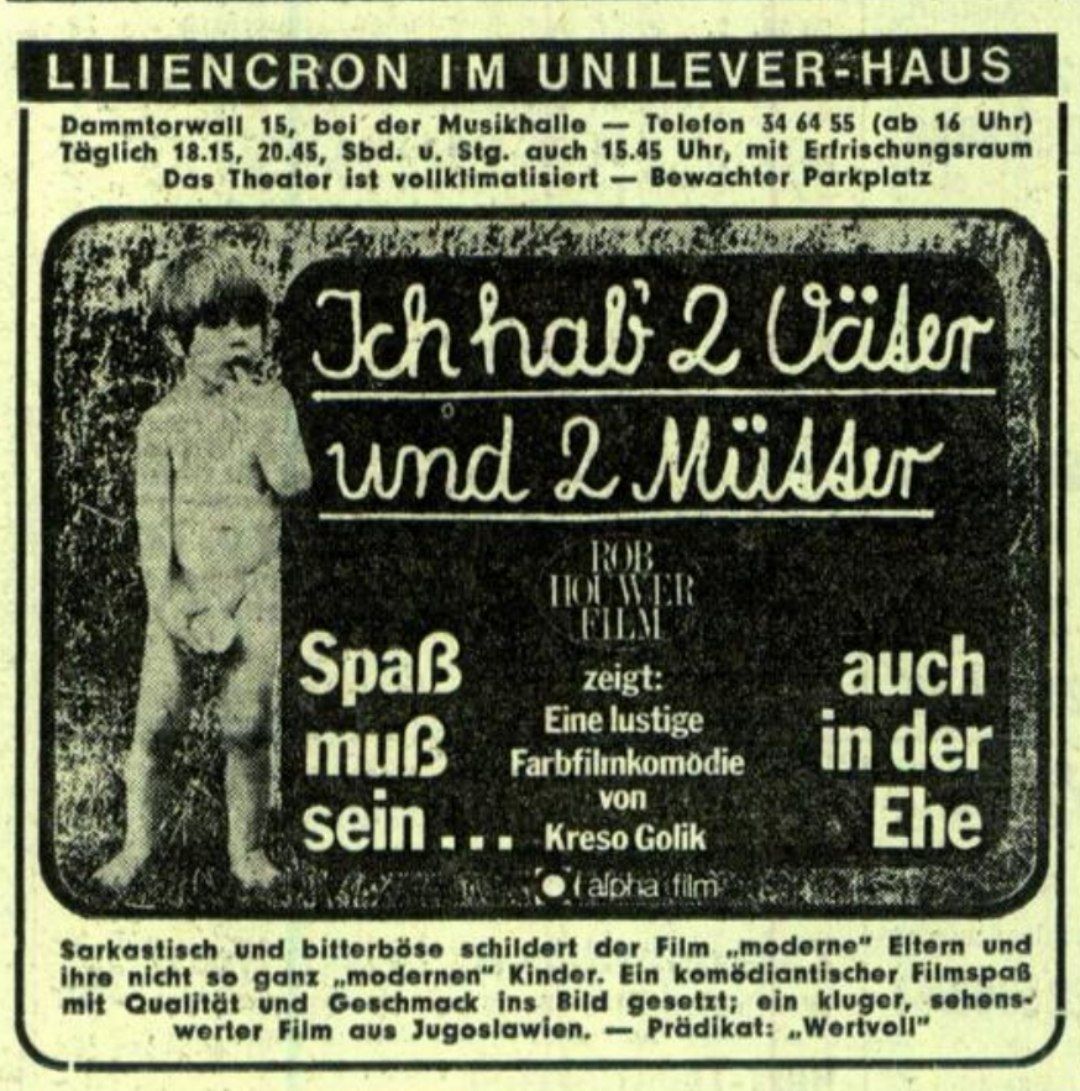 LILIENCRON IM UNILEVER-HAUS
Dammtorwall 15, bei der Musikhalle — Telefon 34 64 55 (ab 16 Uhr)
Täglich 18.15, 20.45, Sbd. u. Stg. auch 15.45 Uhr, mit Erfrischungsraum
Das Theater ist vollklimatisiert — Bewachter Parkplatz
Ich hab' 2 Väter
und 2 Mütter
ROB
HOUWER
FILM
zeigt:
Eine lustige
Farbfilmkomödie
von
Kreso Golik
Spaß
muß
sein...
auch
in der
Ehe
alpha film
Sarkastisch und bitterböse schildert der Film „moderne" Eltern und
ihre nicht so ganz „modernen" Kinder. Ein komödiantischer Filmspaß
mit Qualität und Geschmack ins Bild gesetzt; ein kluger, sehens-
werter Film aus Jugoslawien. — Prädikat: „Wertvoll"